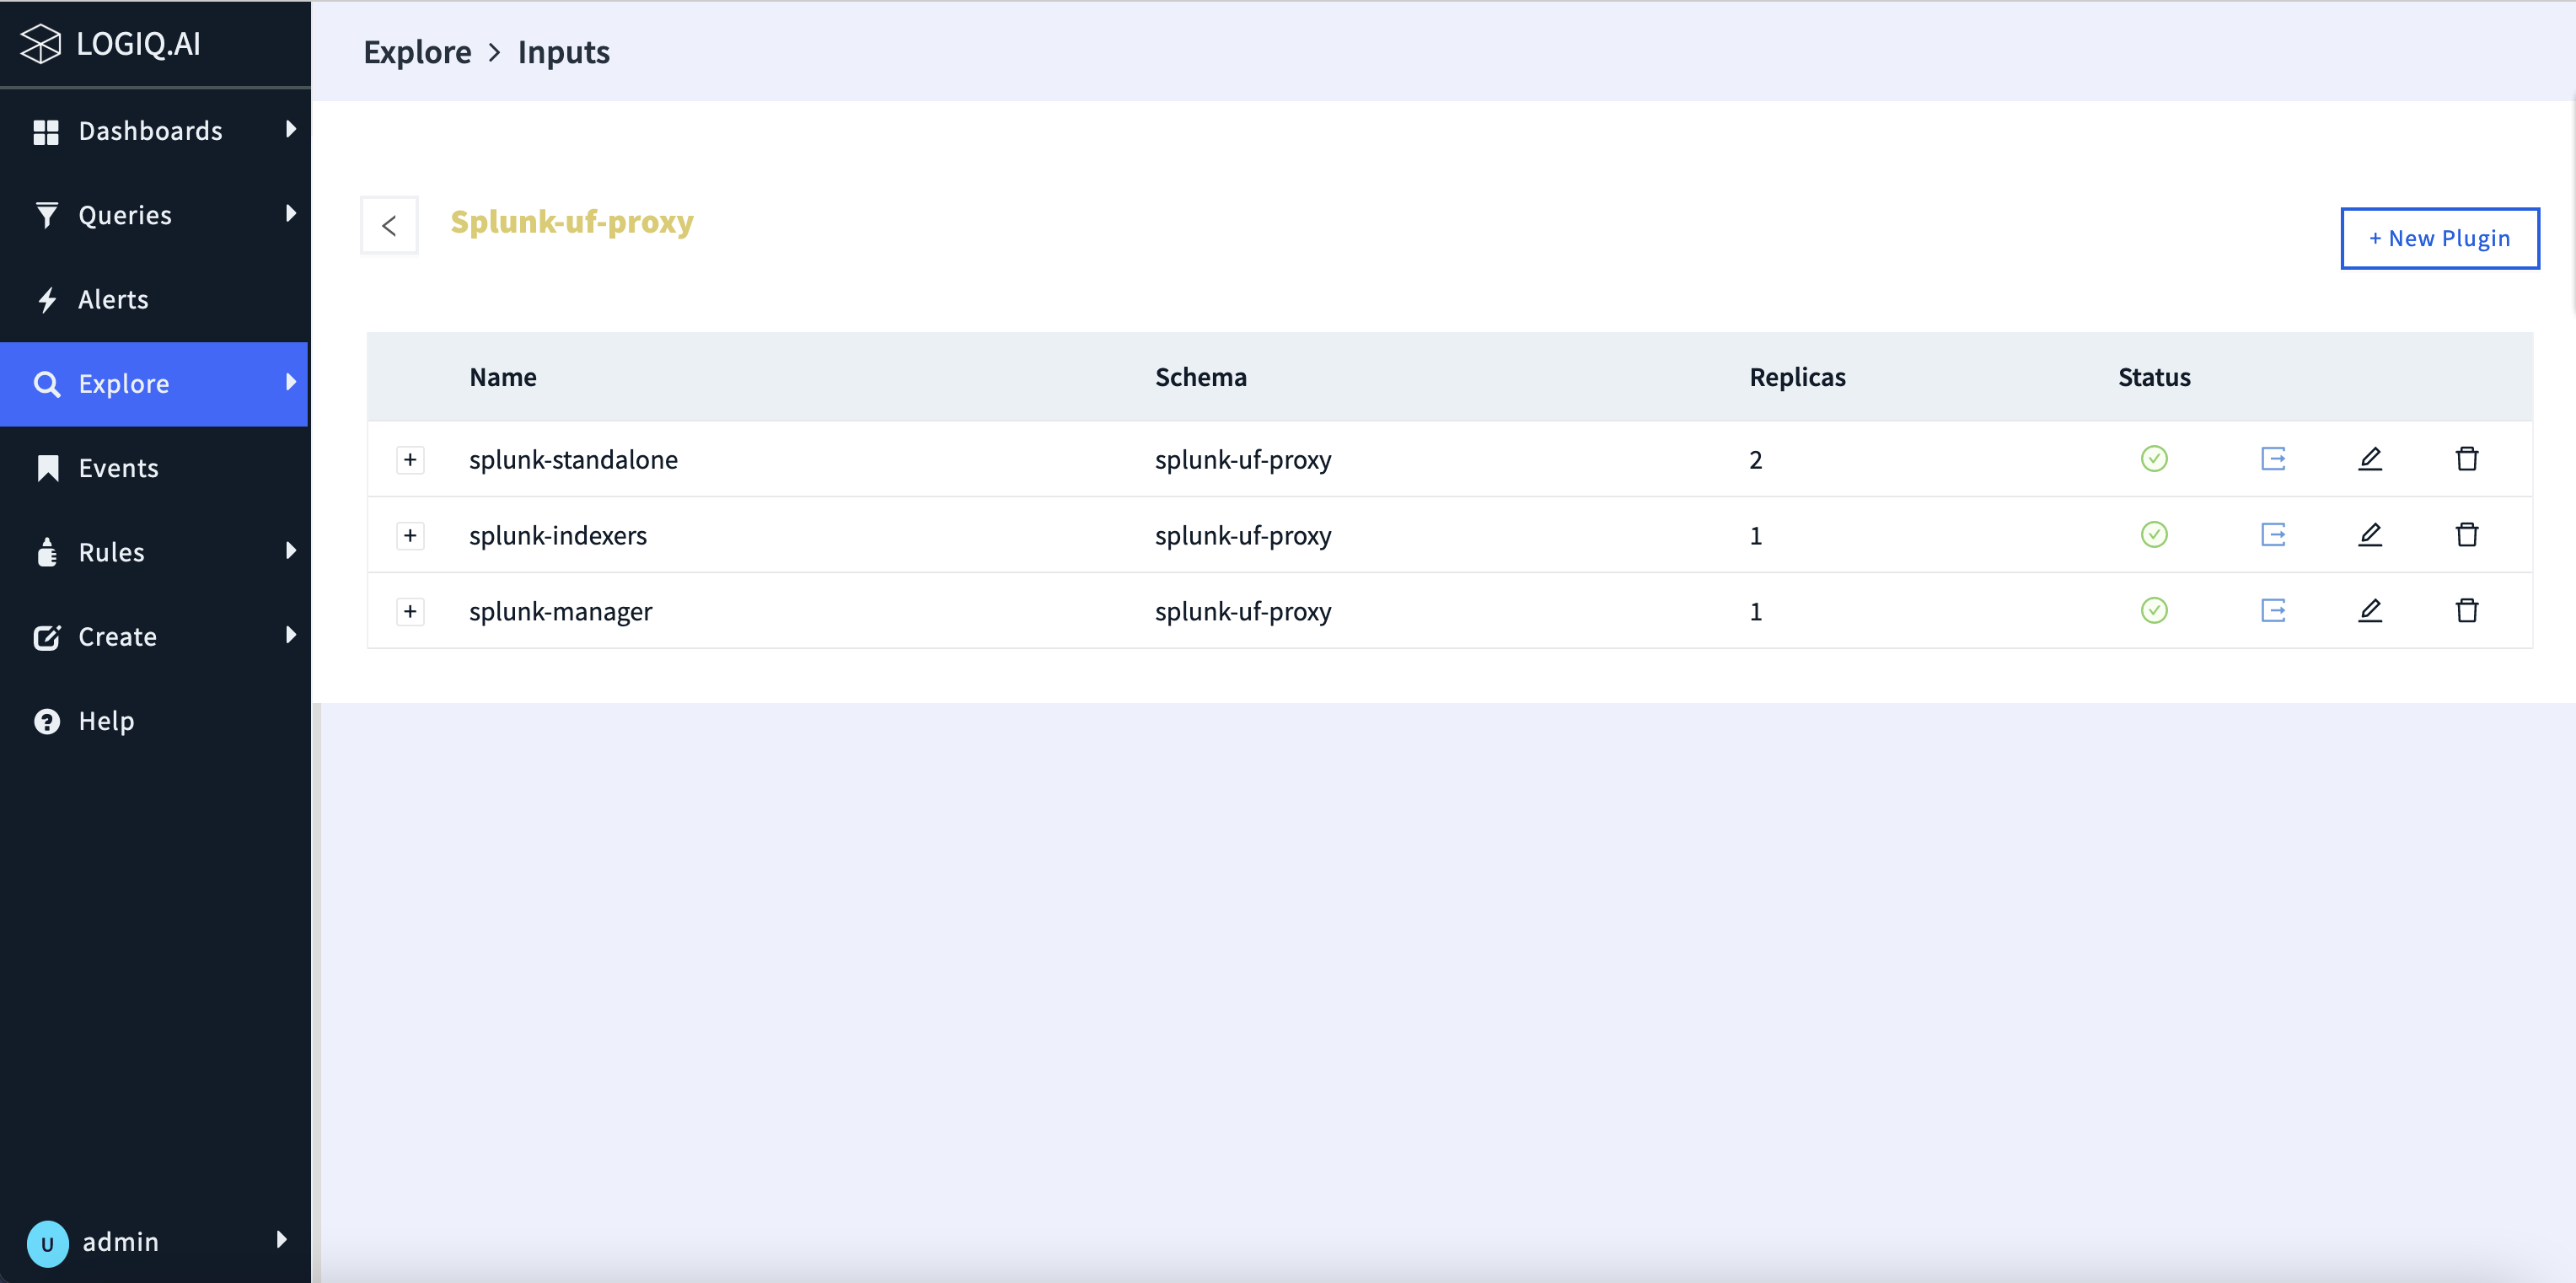 LOGIQ.AI
Dashboards
Queries
Alerts
Explore
Events
Rules
Create
Help
U admin
Explore > Inputs
< Splunk-uf-proxy
+ New Plugin
Name Schema Replicas Status
+ splunk-standalone splunk-uf-proxy 2
+ splunk-indexers splunk-uf-proxy 1
+ splunk-manager splunk-uf-proxy 1